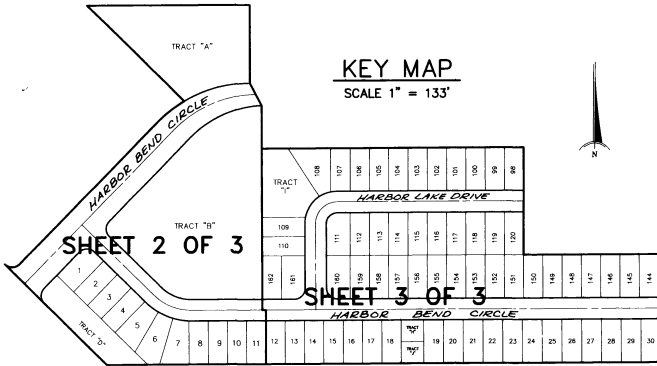 TRACT "A"
KEY MAP
SCALE 1" = 133'
N
HARBOR BEND CIRCLE
TRACT "I"
108 107 106 105 104 103 102 101 100 99 98
HARBOR LAKE DRIVE
TRACT "B"
109
110
111 112 113 114 115 116 117 118 119 120
SHEET 2 OF 3
162 161 160 159 158 157 156 155 154 153 152 151 150 149 148 147 146 145 144
SHEET 3 OF 3
HARBOR BEND CIRCLE
1 2 3 4 5 6 7 8 9 10 11 12 13 14 15 16 17 18
TRACT "D"
TRACT
TRACT
19 20 21 22 23 24 25 26 27 28 29 30